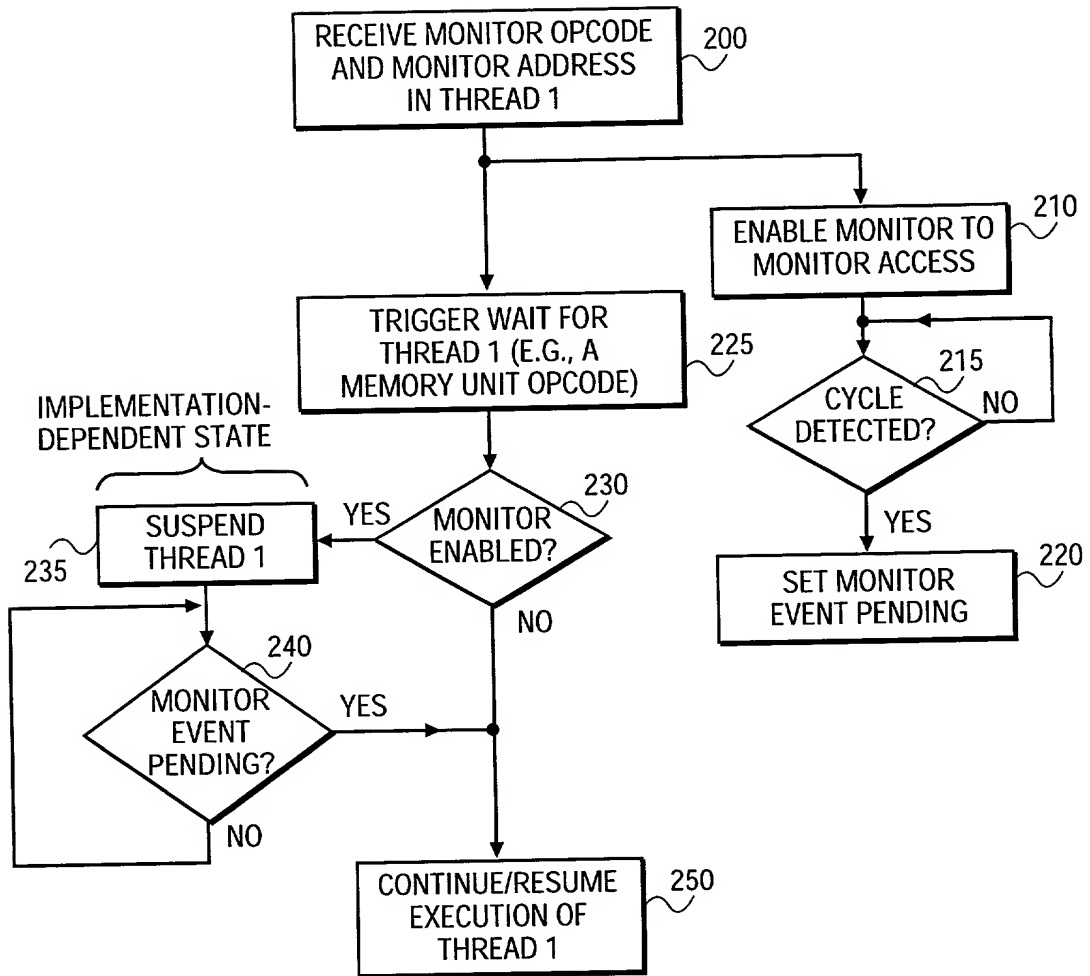 RECEIVE MONITOR OPCODE
AND MONITOR ADDRESS
IN THREAD 1
200
ENABLE MONITOR TO
MONITOR ACCESS
210
TRIGGER WAIT FOR
THREAD 1 (E.G., A
MEMORY UNIT OPCODE)
225
CYCLE
DETECTED?
215
NO
YES
IMPLEMENTATION-
DEPENDENT STATE
SUSPEND
THREAD 1
235
YES
MONITOR
ENABLED?
230
NO
SET MONITOR
EVENT PENDING
220
MONITOR
EVENT
PENDING?
240
YES
NO
CONTINUE/RESUME
EXECUTION OF
THREAD 1
250